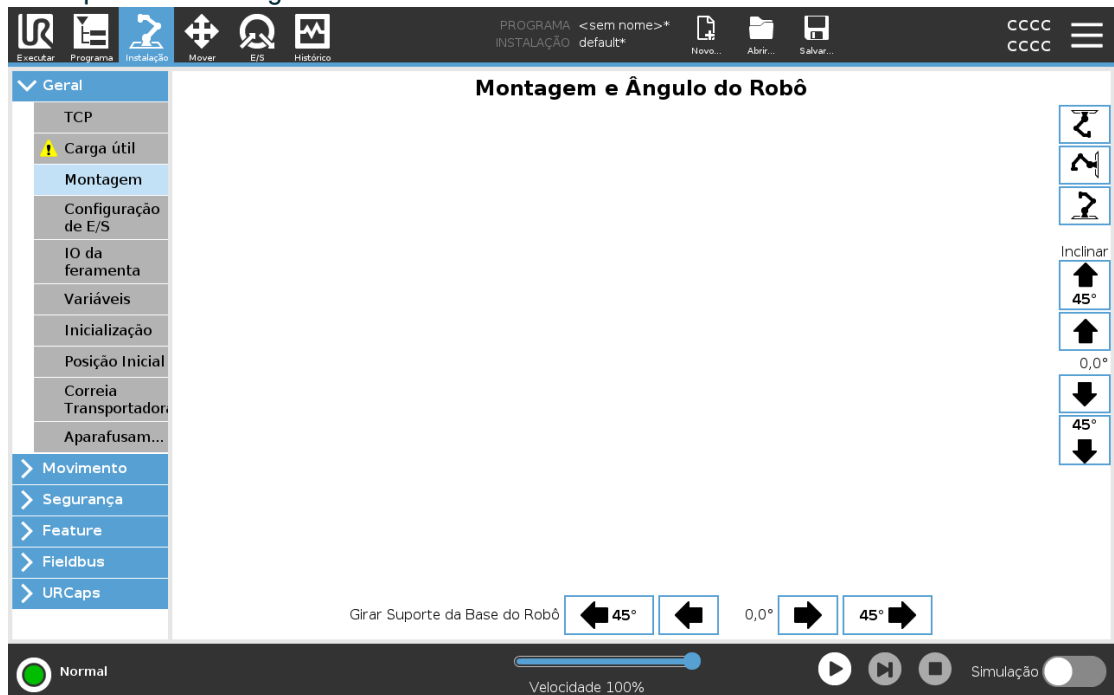 PROGRAMA <sem nome>*
INSTALAÇÃO default*
Executar Programa Instalação Mover E/S Histórico
Novo... Abrir... Salvar...
cccc
cccc
Geral
TCP
Carga útil
Montagem
Configuração
de E/S
IO da
feramenta
Variáveis
Inicialização
Posição Inicial
Correia
Transportador
Aparafusam...
Movimento
Segurança
Feature
Fieldbus
URCaps
Montagem e Ângulo do Robô
Inclinar
45°
0,0°
45°
Girar Suporte da Base do Robô 45° 0,0° 45°
Normal
Velocidade 100%
Simulação